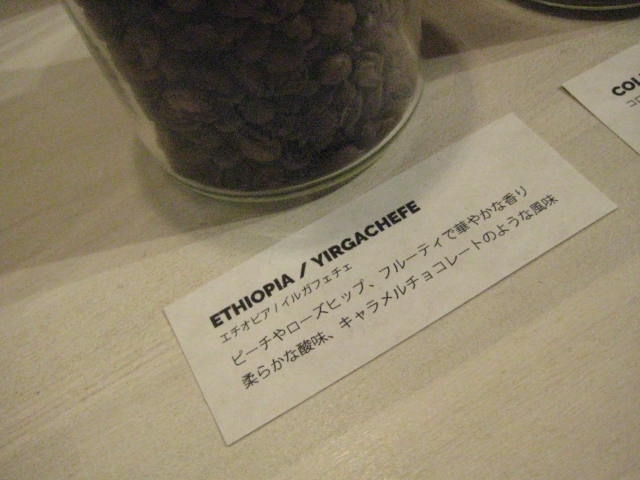 ETHIOPIA / YIRGACHEFE
エチオピア / イルガフェチェ
ピーチやローズヒップ、フルーティで華やかな香り
柔らかな酸味、キャラメルチョコレートのような風味